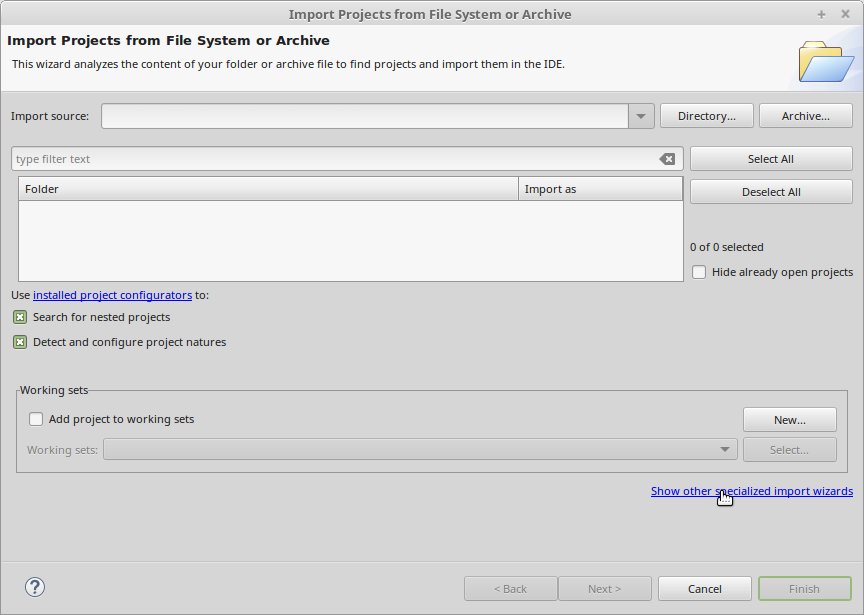 Import Projects from File System or Archive
Import Projects from File System or Archive
This wizard analyzes the content of your folder or archive file to find projects and import them in the IDE.
Import source: Directory... Archive...
type filter text Select All
Folder Import as Deselect All
0 of 0 selected
Hide already open projects
Use installed project configurators to:
Search for nested projects
Detect and configure project natures
Working sets
Add project to working sets New...
Working sets: Select...
Show other specialized import wizards
? < Back Next > Cancel Finish